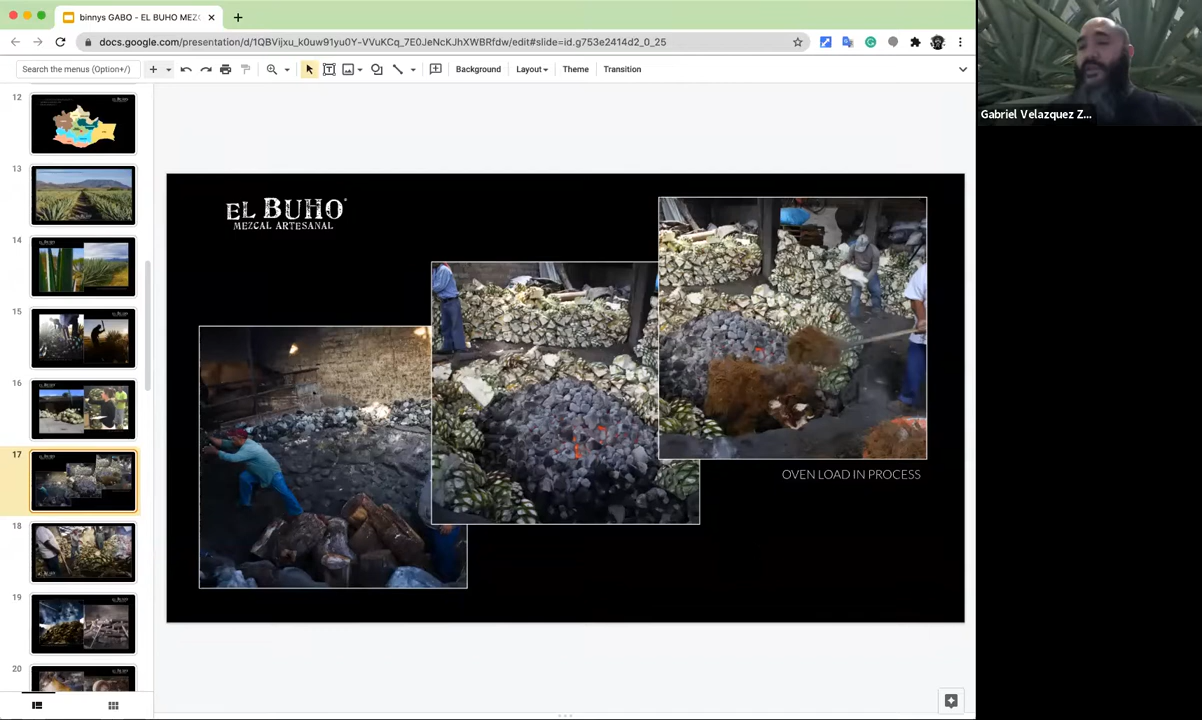 binnys GABO - EL BUHO MEZC
docs.google.com/presentation/d/1QBVijxu_k0uw91yu0Y-VVuKCq_7E0JeNcKJhXWBRfdw/edit#slide=id.g753e2414d2_0_25
Search the menus (Option+/)
Background
Layout
Theme
Transition
Gabriel Velazquez Z...
12
13
14
15
16
17
18
19
20
EL BUHO
MEZCAL ARTESANAL
OVEN LOAD IN PROCESS